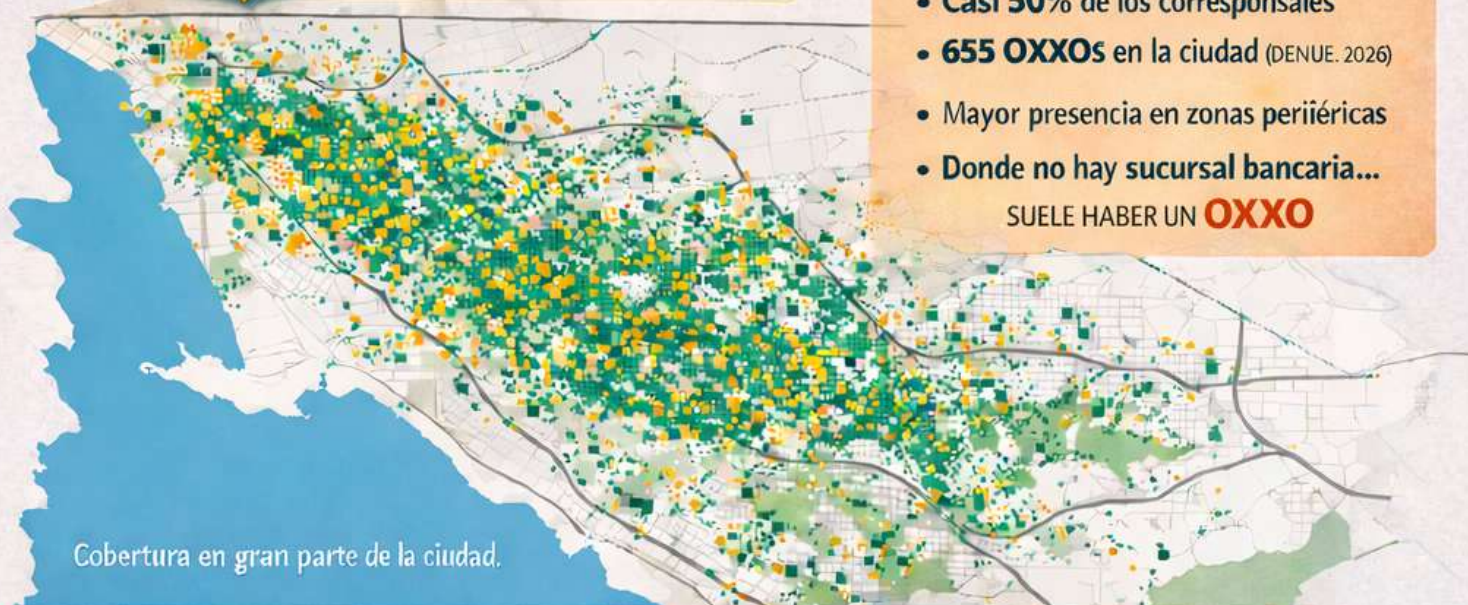 • Casi 50% de los corresponsales
• 655 OXXOs en la ciudad (DENUE. 2026)
• Mayor presencia en zonas periiéricas
• Donde no hay sucursal bancaria...
SUELE HABER UN OXXO
Cobertura en gran parte de la ciudad.